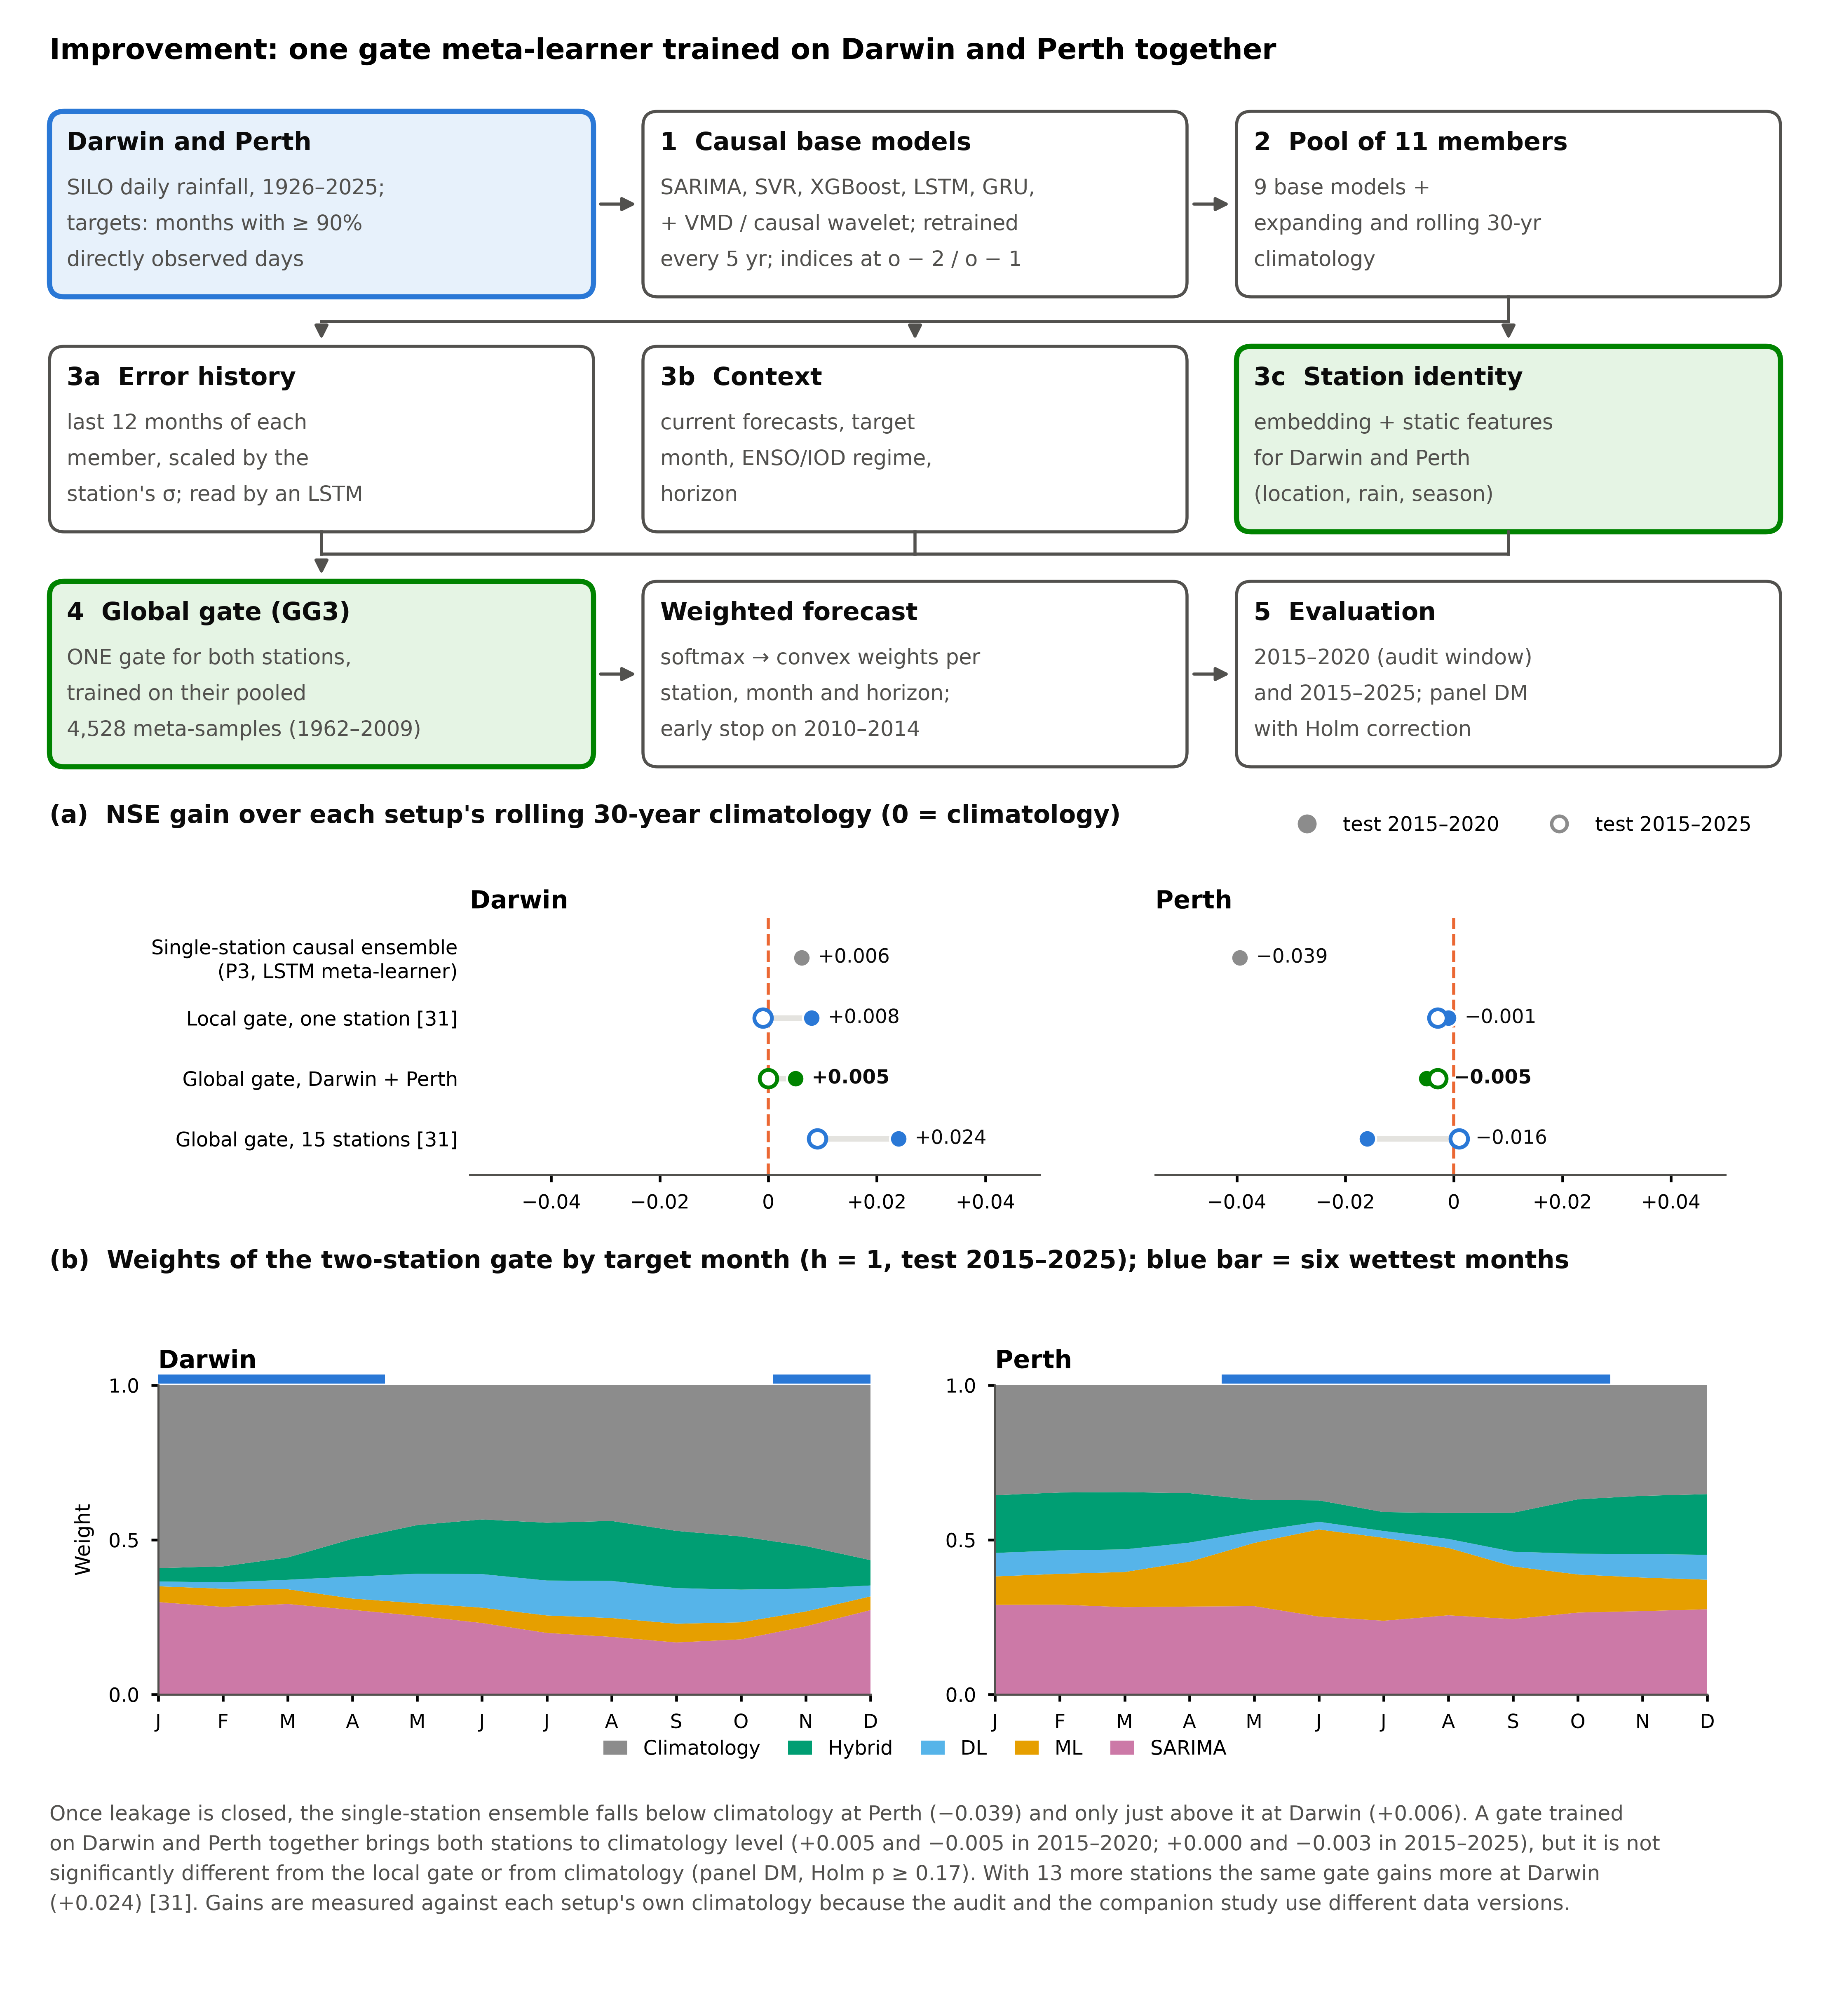 Improvement: one gate meta-learner trained on Darwin and Perth together
Darwin and Perth
SILO daily rainfall, 1926–2025;
targets: months with ≥ 90%
directly observed days
1 Causal base models
SARIMA, SVR, XGBoost, LSTM, GRU,
+ VMD / causal wavelet; retrained
every 5 yr; indices at o − 2 / o − 1
2 Pool of 11 members
9 base models +
expanding and rolling 30-yr
climatology
3a Error history
last 12 months of each
member, scaled by the
station's σ; read by an LSTM
3b Context
current forecasts, target
month, ENSO/IOD regime,
horizon
3c Station identity
embedding + static features
for Darwin and Perth
(location, rain, season)
4 Global gate (GG3)
ONE gate for both stations,
trained on their pooled
4,528 meta-samples (1962–2009)
Weighted forecast
softmax → convex weights per
station, month and horizon;
early stop on 2010–2014
5 Evaluation
2015–2020 (audit window)
and 2015–2025; panel DM
with Holm correction
(a) NSE gain over each setup's rolling 30-year climatology (0 = climatology)
test 2015–2020 test 2015–2025
Darwin
Perth
Single-station causal ensemble
(P3, LSTM meta-learner)
+0.006
−0.039
Local gate, one station [31]
+0.008
−0.001
Global gate, Darwin + Perth
+0.005
−0.005
Global gate, 15 stations [31]
+0.024
−0.016
−0.04 −0.02 0 +0.02 +0.04
−0.04 −0.02 0 +0.02 +0.04
(b) Weights of the two-station gate by target month (h = 1, test 2015–2025); blue bar = six wettest months
Darwin
Weight
1.0
0.5
0.0
J F M A M J J A S O N D
Perth
1.0
0.5
0.0
J F M A M J J A S O N D
Climatology Hybrid DL ML SARIMA
Once leakage is closed, the single-station ensemble falls below climatology at Perth (−0.039) and only just above it at Darwin (+0.006). A gate trained
on Darwin and Perth together brings both stations to climatology level (+0.005 and −0.005 in 2015–2020; +0.000 and −0.003 in 2015–2025), but it is not
significantly different from the local gate or from climatology (panel DM, Holm p ≥ 0.17). With 13 more stations the same gate gains more at Darwin
(+0.024) [31]. Gains are measured against each setup's own climatology because the audit and the companion study use different data versions.